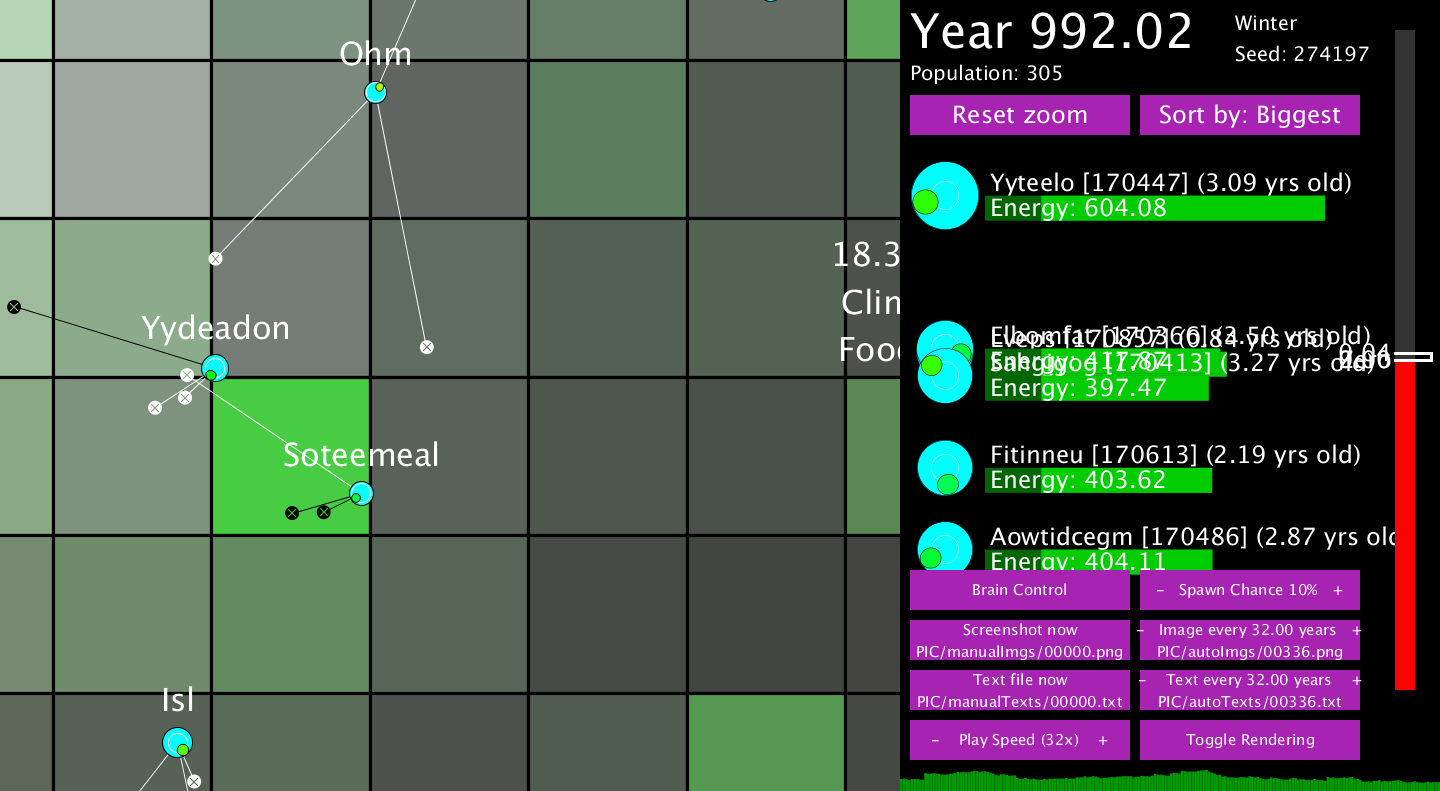 Ohm
Yydeadon
Soteemeal
Isl
18.3
Clim
Food
Year 992.02
Winter
Seed: 274197
Population: 305
Reset zoom
Sort by: Biggest
Yyteelo [170447] (3.09 yrs old)
Energy: 604.08
Energy: 397.47
Fitinneu [170613] (2.19 yrs old)
Energy: 403.62
Aowtidcegm [170486] (2.87 yrs old
Energy: 404.11
Brain Control
- Spawn Chance 10% +
Screenshot now
PIC/manualImgs/00000.png
- Image every 32.00 years +
PIC/autoImgs/00336.png
Text file now
PIC/manualTexts/00000.txt
- Text every 32.00 years +
PIC/autoTexts/00336.txt
- Play Speed (32x) +
Toggle Rendering